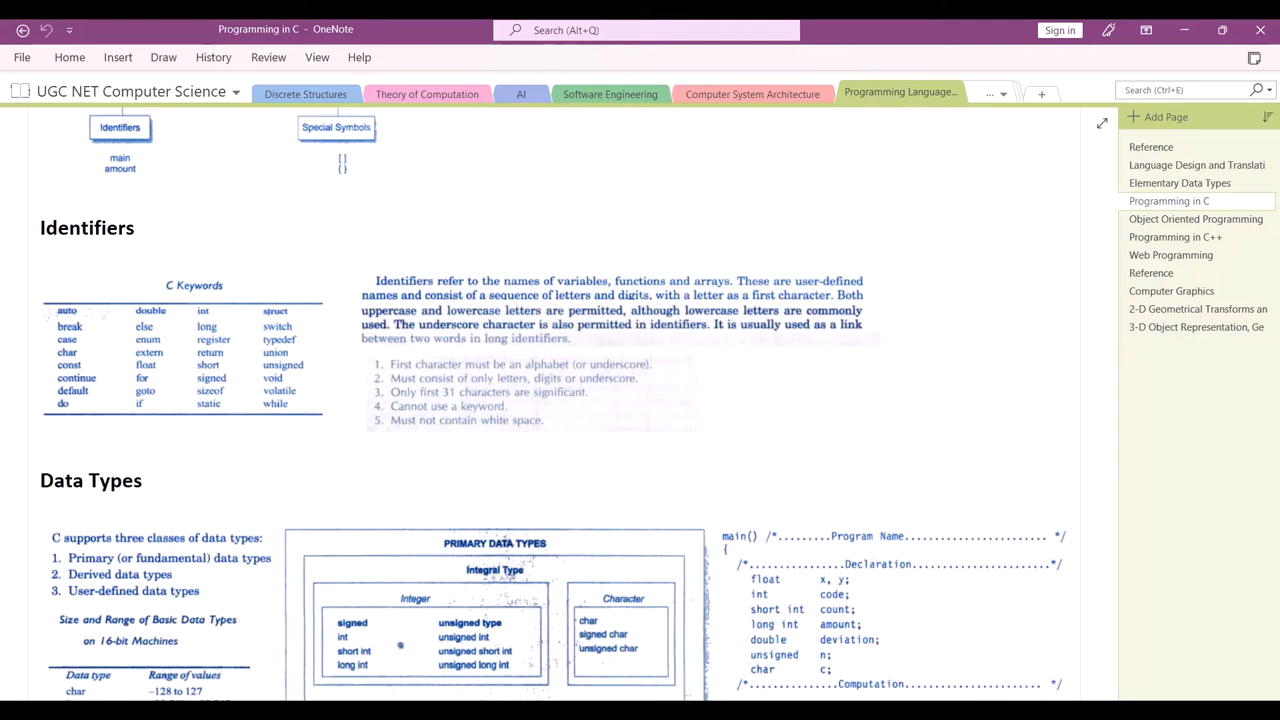 Programming in C - OneNote
Search (Alt+Q)
Sign in
File Home Insert Draw History Review View Help
UGC NET Computer Science
Discrete Structures
Theory of Computation
AI
Software Engineering
Computer System Architecture
Programming Language...
...
Search (Ctrl+E)
Add Page
Reference
Language Design and Translati
Elementary Data Types
Programming in C
Object Oriented Programming
Programming in C++
Web Programming
Reference
Computer Graphics
2-D Geometrical Transforms an
3-D Object Representation, Ge
Identifiers
main
amount
Special Symbols
[ ]
{ }
Identifiers
C Keywords
auto double int struct
break else long switch
case enum register typedef
char extern return union
const float short unsigned
continue for signed void
default goto sizeof volatile
do if static while
Identifiers refer to the names of variables, functions and arrays. These are user-defined
names and consist of a sequence of letters and digits, with a letter as a first character. Both
uppercase and lowercase letters are permitted, although lowercase letters are commonly
used. The underscore character is also permitted in identifiers. It is usually used as a link
between two words in long identifiers.
1. First character must be an alphabet (or underscore).
2. Must consist of only letters, digits or underscore.
3. Only first 31 characters are significant.
4. Cannot use a keyword.
5. Must not contain white space.
Data Types
C supports three classes of data types:
1. Primary (or fundamental) data types
2. Derived data types
3. User-defined data types
Size and Range of Basic Data Types
on 16-bit Machines
Data type Range of values
char –128 to 127
PRIMARY DATA TYPES
Integral Type
Integer
signed unsigned type
int unsigned int
short int unsigned short int
long int unsigned long int
Character
char
signed char
unsigned char
main() /*.........Program Name........................ */
{
/*..............Declaration............................*/
float x, y;
int code;
short int count;
long int amount;
double deviation;
unsigned n;
char c;
/*..............Computation........................ */